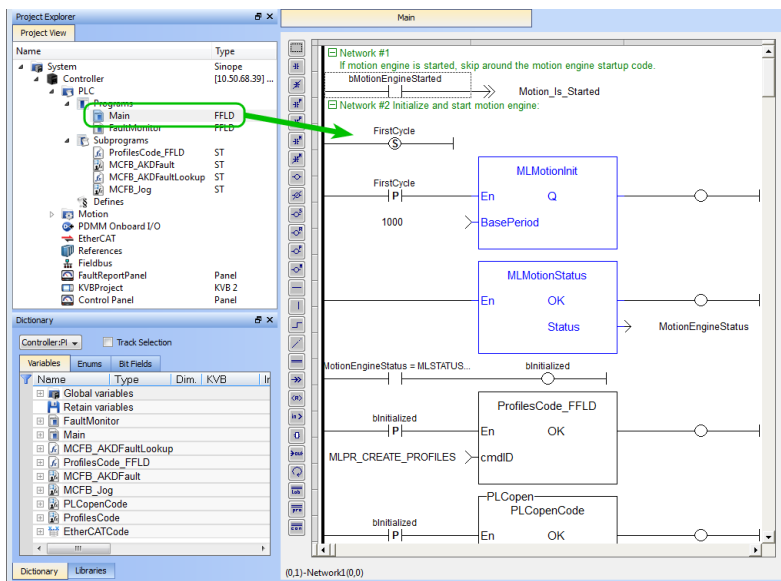 Project Explorer
Project View
Name Type
System Sinope
Controller [10.50.68.39] ...
PLC
Programs
Main FFLD
FaultMonitor FFLD
Subprograms
ProfilesCode_FFLD ST
MCFB_AKDFault ST
MCFB_AKDFaultLookup ST
MCFB_Jog ST
Defines
Motion
PDMM Onboard I/O
EtherCAT
References
Fieldbus
FaultReportPanel Panel
KVBProject KVB 2
Control Panel Panel
Dictionary
Controller:Pl Track Selection
Variables Enums Bit Fields
Name Type Dim. KVB Ir
Global variables
Retain variables
FaultMonitor
Main
MCFB_AKDFaultLookup
ProfilesCode_FFLD
MCFB_AKDFault
MCFB_Jog
PLCopenCode
ProfilesCode
EtherCATCode
Dictionary Libraries
Main
Network #1
If motion engine is started, skip around the motion engine startup code.
bMotionEngineStarted
Motion_Is_Started
Network #2 Initialize and start motion engine:
FirstCycle
S
MLMotionInit
FirstCycle
P En Q
1000 BasePeriod
MLMotionStatus
En OK
Status MotionEngineStatus
MotionEngineStatus = MLSTATUS... bInitialized
ProfilesCode_FFLD
bInitialized
P En OK
MLPR_CREATE_PROFILES cmdID
PLCopen
PLCopenCode
bInitialized
P En OK
(0,1)-Network1(0,0)